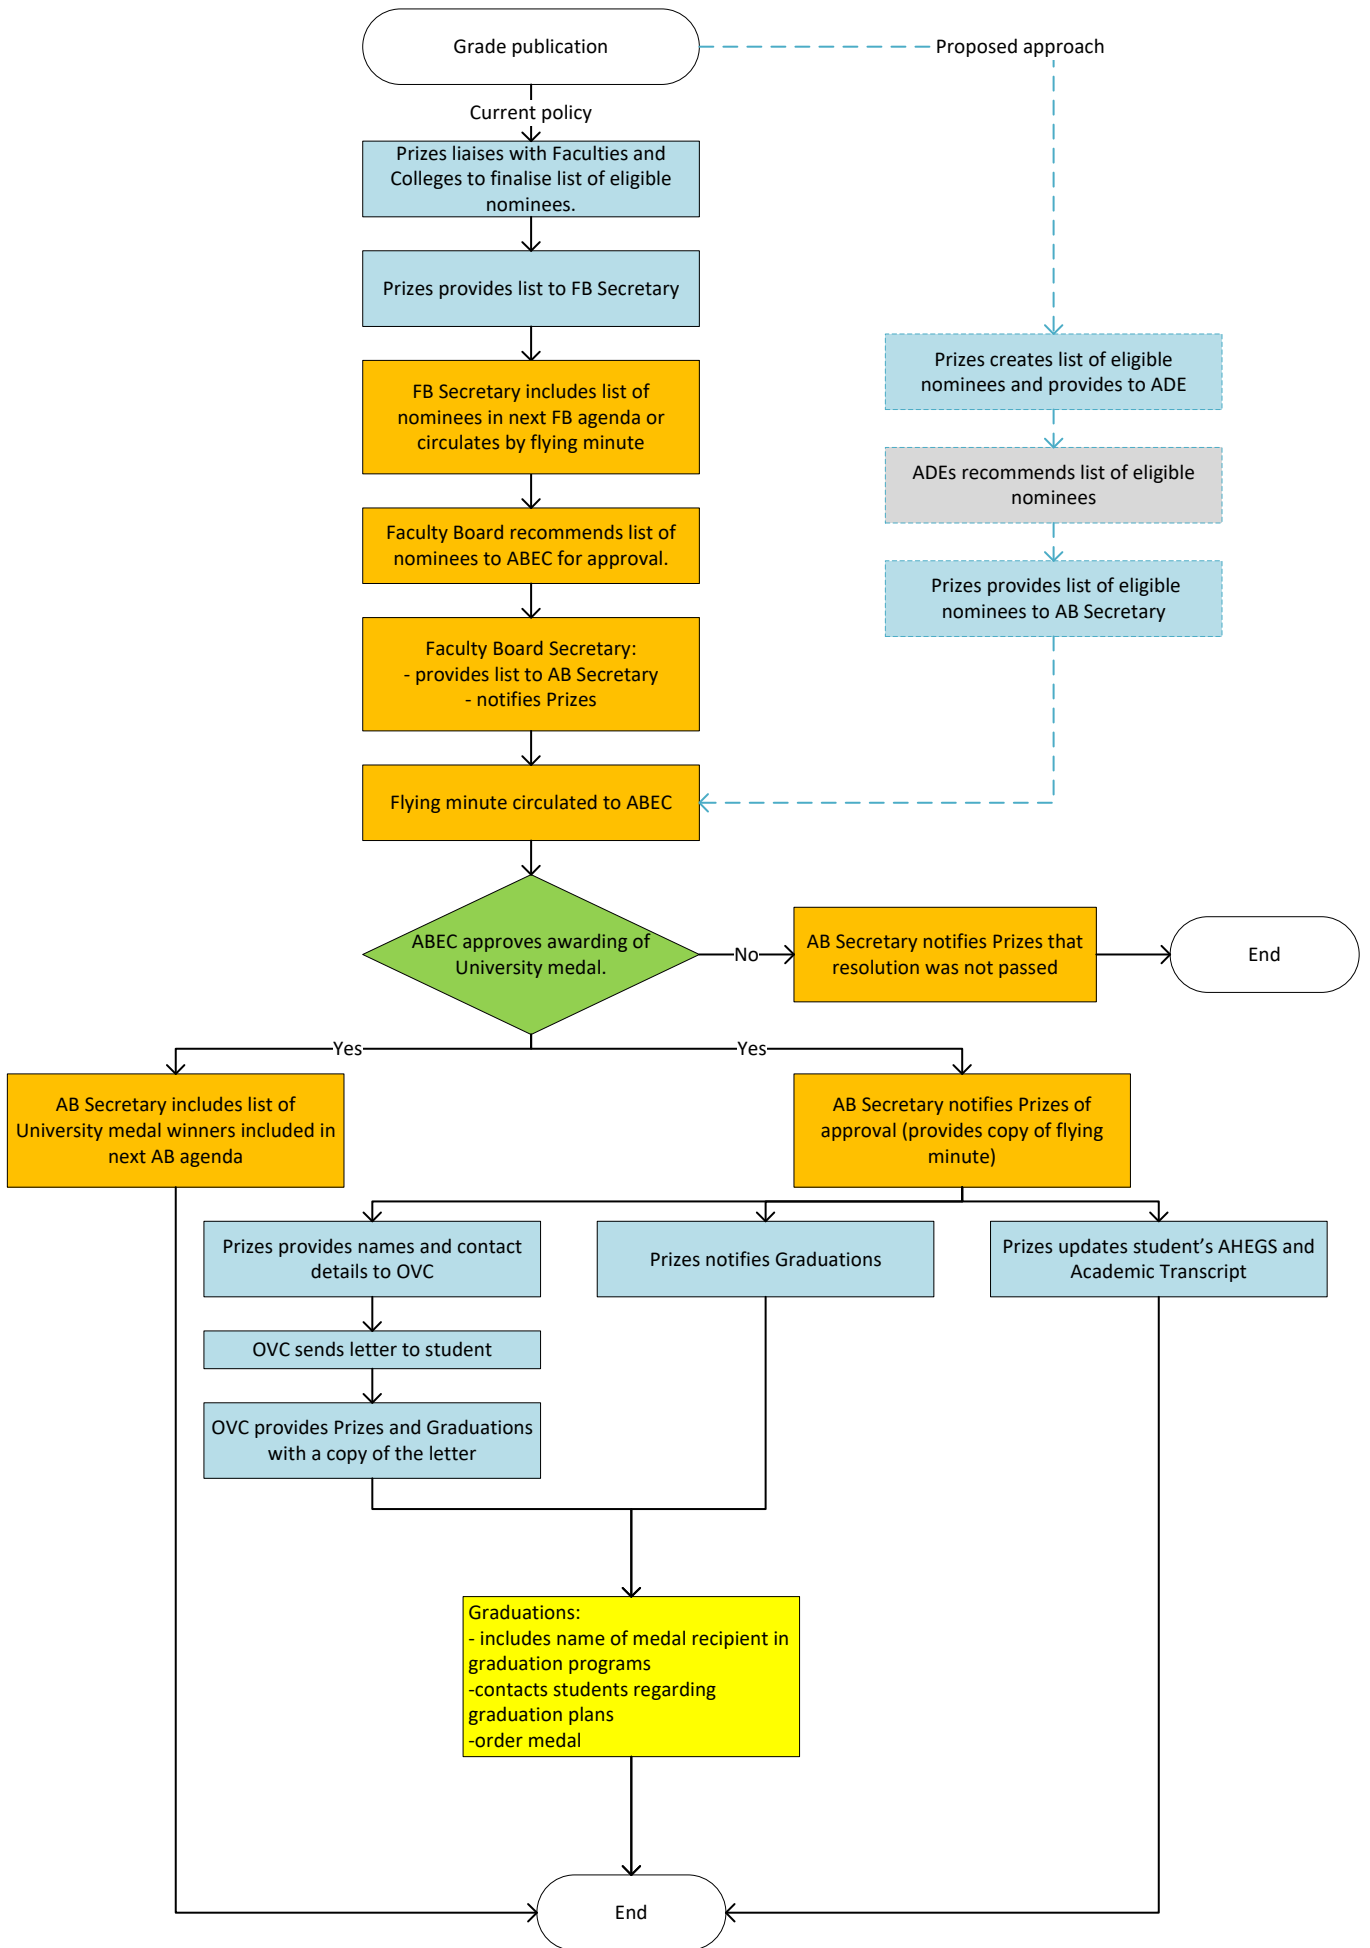 Grade publication
Proposed approach
Current policy
Prizes liaises with Faculties and
Colleges to finalise list of eligible
nominees.
Prizes provides list to FB Secretary
FB Secretary includes list of
nominees in next FB agenda or
circulates by flying minute
Faculty Board recommends list of
nominees to ABEC for approval.
Faculty Board Secretary:
- provides list to AB Secretary
- notifies Prizes
Prizes creates list of eligible
nominees and provides to ADE
ADEs recommends list of eligible
nominees
Prizes provides list of eligible
nominees to AB Secretary
Flying minute circulated to ABEC
ABEC approves awarding of
University medal.
No
AB Secretary notifies Prizes that
resolution was not passed
End
Yes
Yes
AB Secretary includes list of
University medal winners included in
next AB agenda
AB Secretary notifies Prizes of
approval (provides copy of flying
minute)
Prizes provides names and contact
details to OVC
Prizes notifies Graduations
Prizes updates student’s AHEGS and
Academic Transcript
OVC sends letter to student
OVC provides Prizes and Graduations
with a copy of the letter
Graduations:
- includes name of medal recipient in
graduation programs
-contacts students regarding
graduation plans
-order medal
End